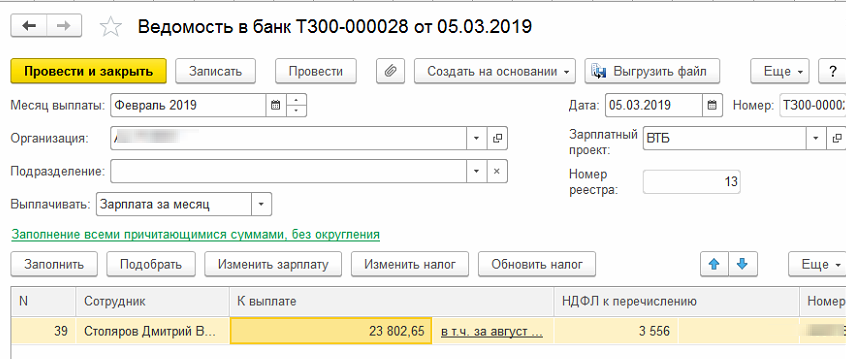 Ведомость в банк Т300-000028 от 05.03.2019
Провести и закрыть Записать Провести Создать на основании Выгрузить файл Еще ?
Месяц выплаты: Февраль 2019 Дата: 05.03.2019 Номер: Т300-0000
Организация: Зарплатный проект: ВТБ
Подразделение: Номер реестра: 13
Выплачивать: Зарплата за месяц
Заполнение всеми причитающимися суммами, без округления
Заполнить Подобрать Изменить зарплату Изменить налог Обновить налог Еще
N Сотрудник К выплате НДФЛ к перечислению Номер
39 Столяров Дмитрий В... 23 802,65 в т.ч. за август ... 3 556